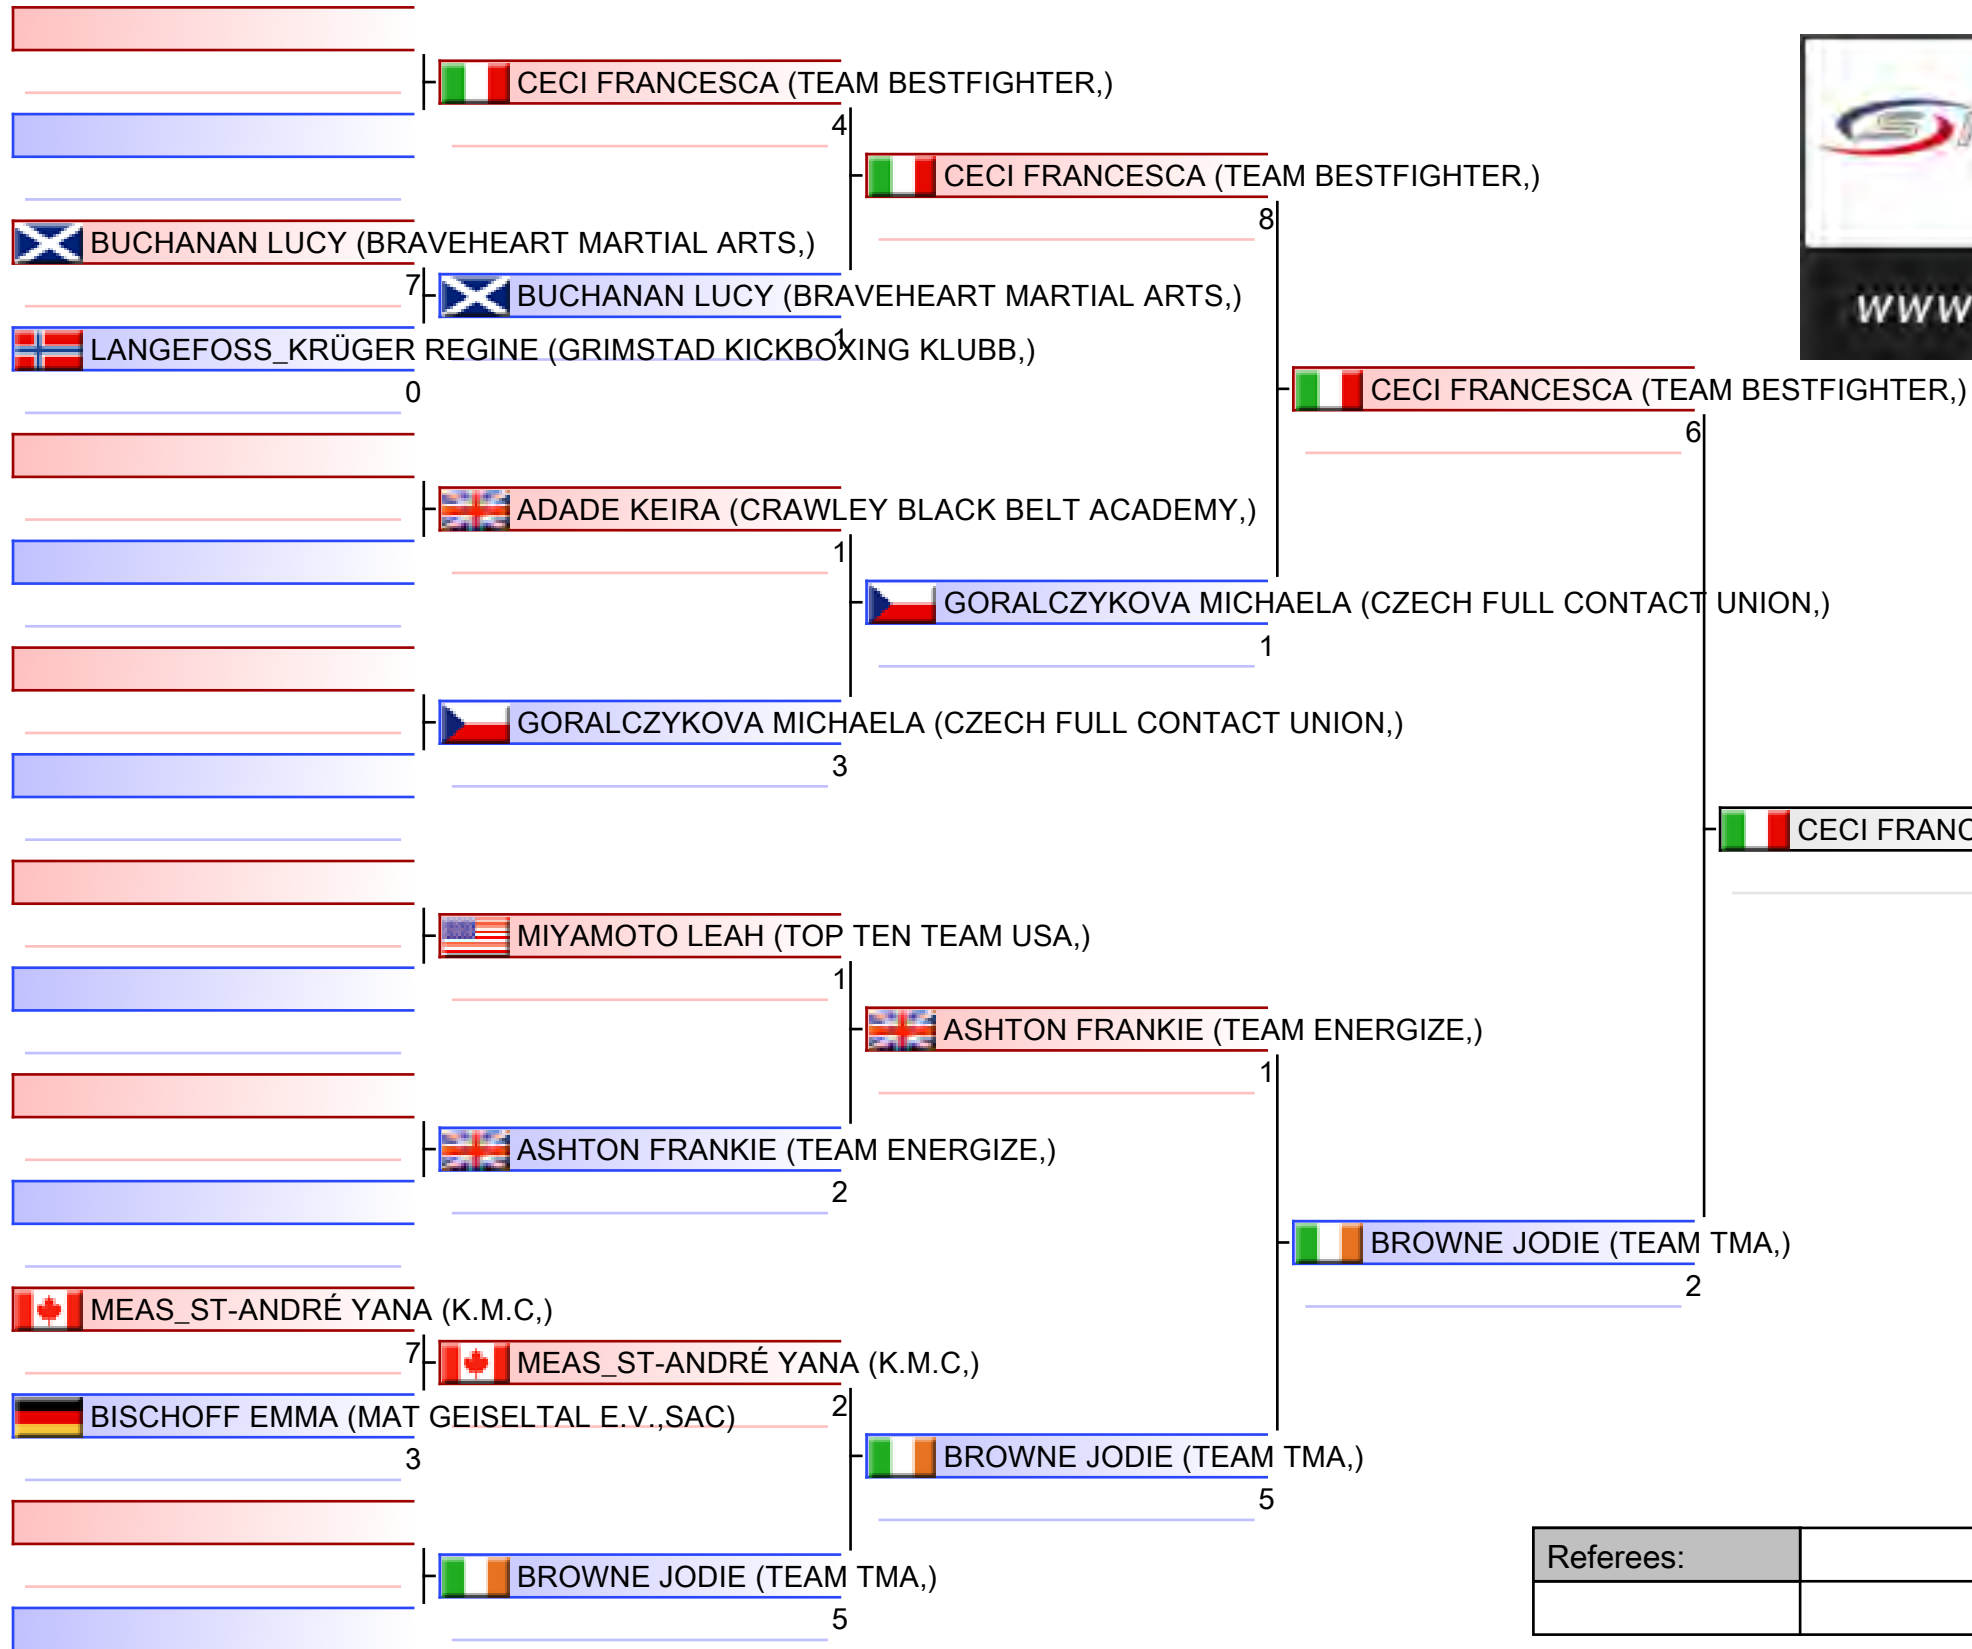 CECI FRANCESCA (TEAM BESTFIGHTER,)
4
CECI FRANCESCA (TEAM BESTFIGHTER,)
8
BUCHANAN LUCY (BRAVEHEART MARTIAL ARTS,)
7
BUCHANAN LUCY (BRAVEHEART MARTIAL ARTS,)
1
WWW
LANGEFOSS_KRÜGER REGINE (GRIMSTAD KICKBOXING KLUBB,)
0
CECI FRANCESCA (TEAM BESTFIGHTER,)
6
ADADE KEIRA (CRAWLEY BLACK BELT ACADEMY,)
1
GORALCZYKOVA MICHAELA (CZECH FULL CONTACT UNION,)
1
GORALCZYKOVA MICHAELA (CZECH FULL CONTACT UNION,)
3
CECI FRANC
MIYAMOTO LEAH (TOP TEN TEAM USA,)
1
ASHTON FRANKIE (TEAM ENERGIZE,)
1
ASHTON FRANKIE (TEAM ENERGIZE,)
2
BROWNE JODIE (TEAM TMA,)
2
MEAS_ST-ANDRÉ YANA (K.M.C,)
7
MEAS_ST-ANDRÉ YANA (K.M.C,)
2
BISCHOFF EMMA (MAT GEISELTAL E.V.,SAC)
3
BROWNE JODIE (TEAM TMA,)
5
Referees:
BROWNE JODIE (TEAM TMA,)
5